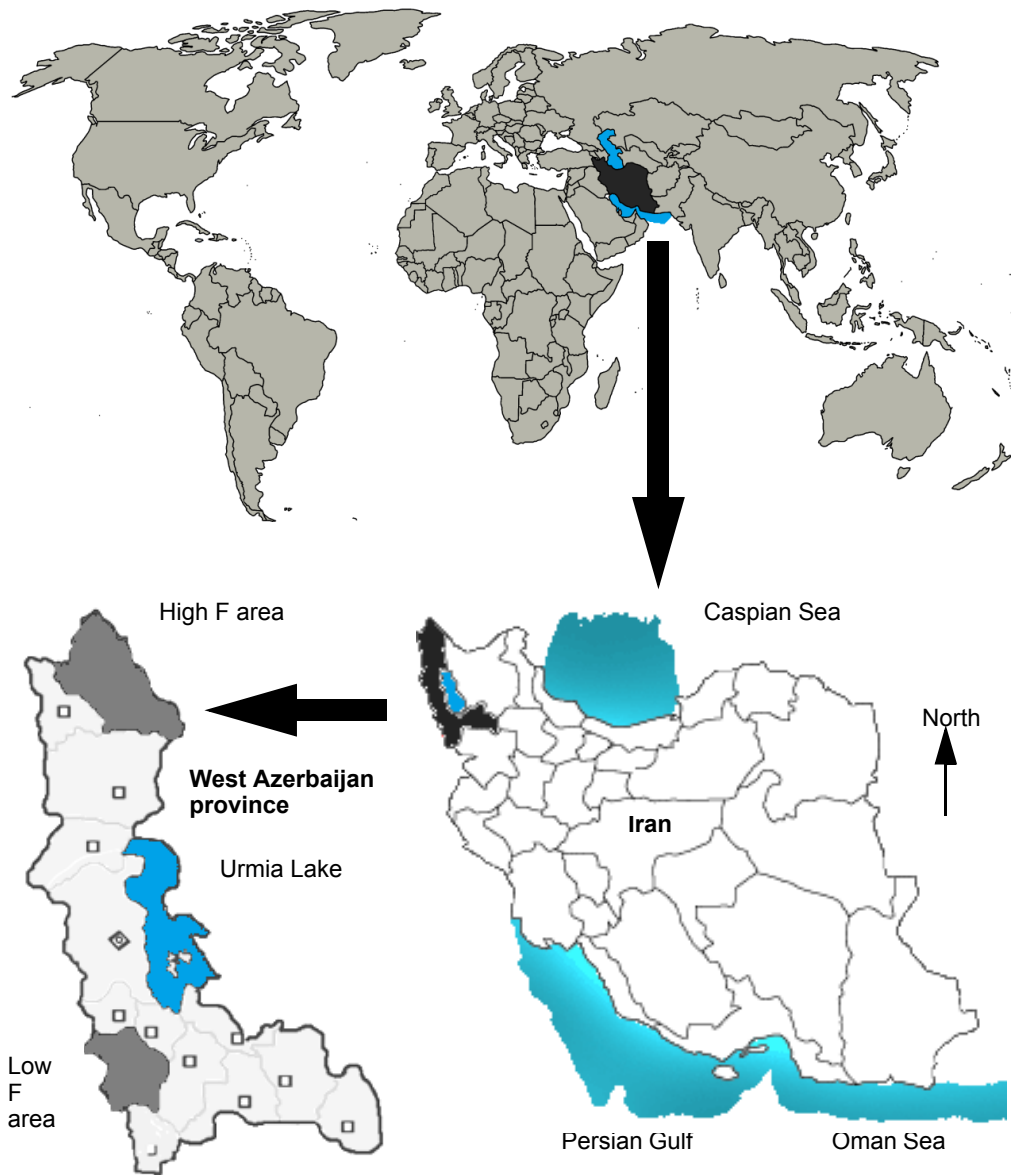 High F area
Caspian Sea
North
West Azerbaijan
province
Iran
Urmia Lake
Low
F
area
Persian Gulf
Oman Sea